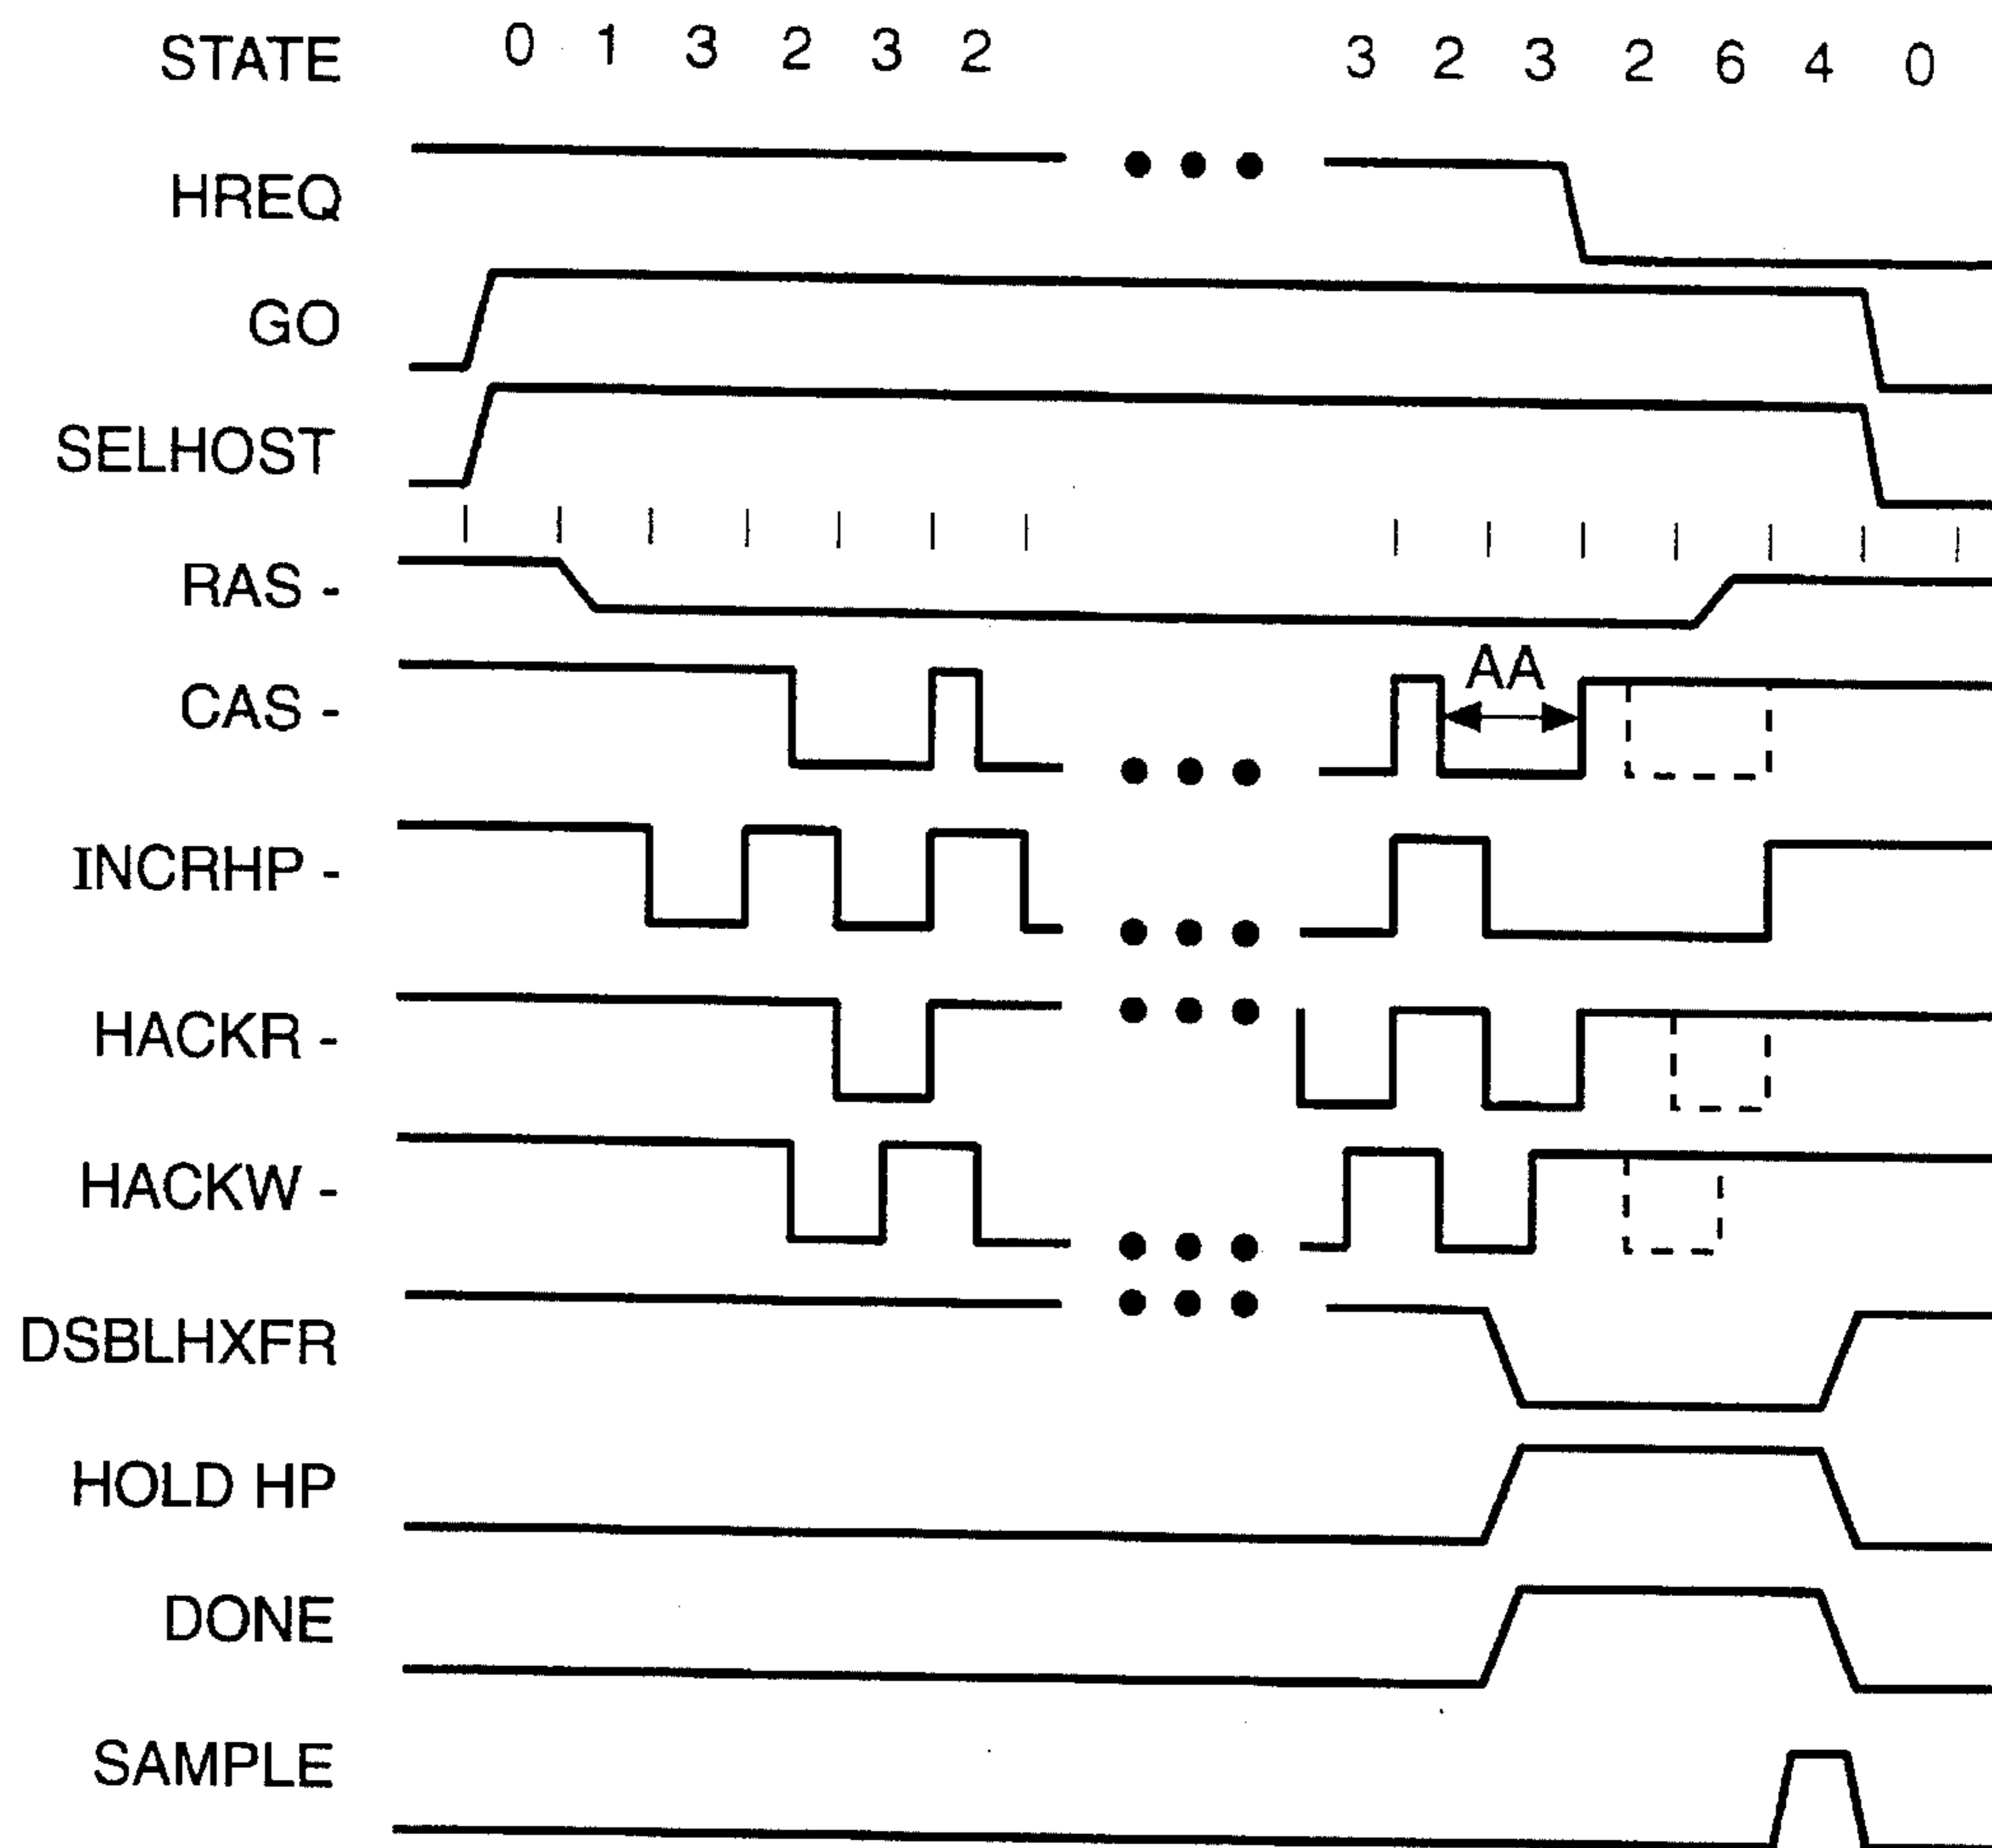 STATE 0 1 3 2 3 2 3 2 3 2 6 4 0
HREQ
GO
SELHOST
RAS -
CAS - AA
INCRHP -
HACKR -
HACKW -
DSBLHXFR
HOLD HP
DONE
SAMPLE